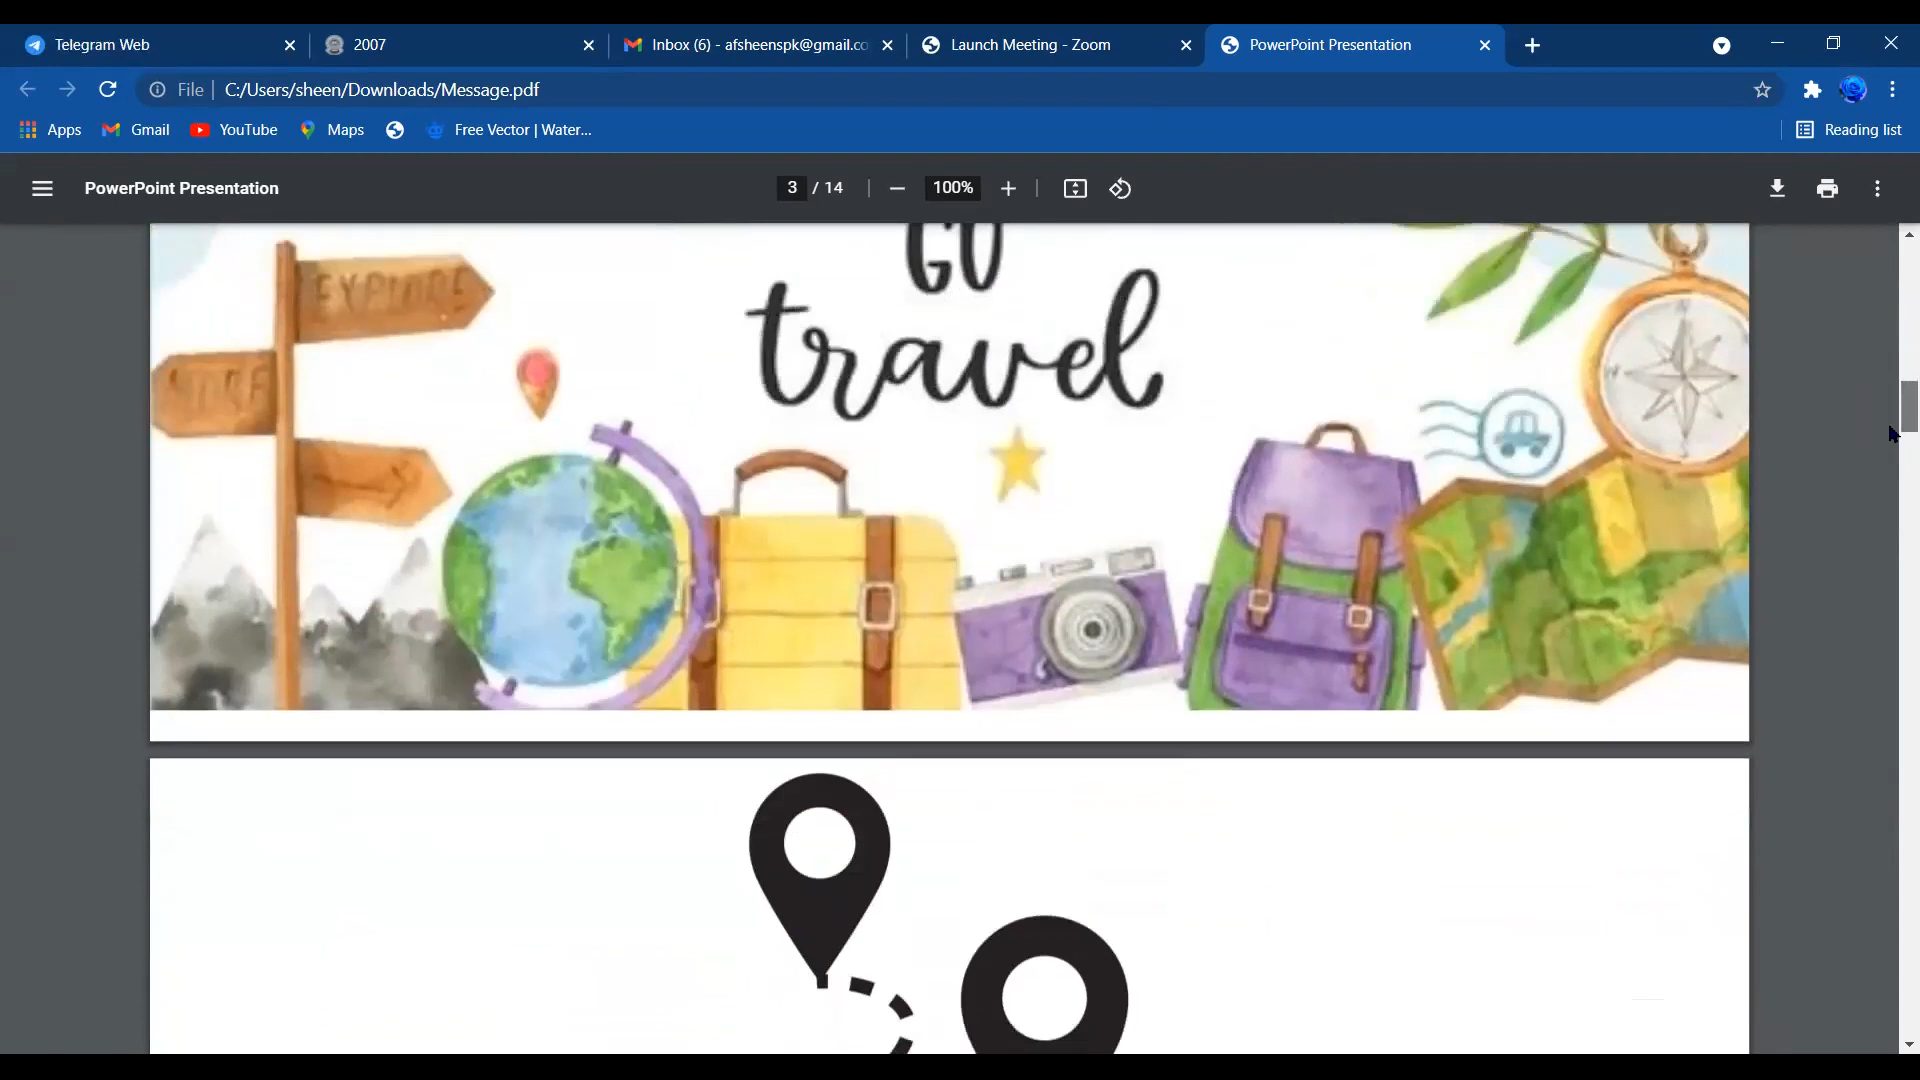 Telegram Web
2007
Inbox (6) - afsheenspk@gmail.co
Launch Meeting - Zoom
PowerPoint Presentation
File
C:/Users/sheen/Downloads/Message.pdf
Apps
Gmail
YouTube
Maps
Free Vector | Water...
Reading list
PowerPoint Presentation
3 / 14
100%
GO
travel
EXPLORE